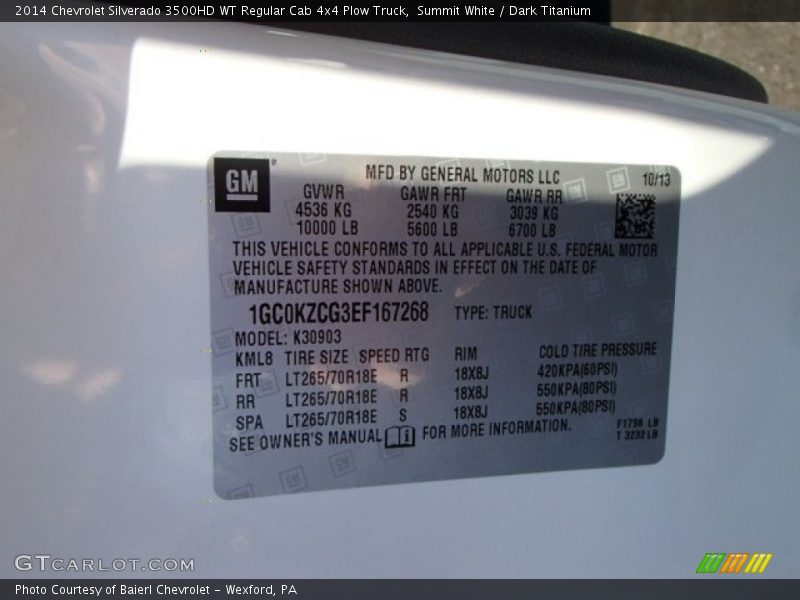 2014 Chevrolet Silverado 3500HD WT Regular Cab 4x4 Plow Truck, Summit White / Dark Titanium
GM
MFD BY GENERAL MOTORS LLC 10/13
GVWR GAWR FRT GAWR RR
4536 KG 2540 KG 3039 KG
10000 LB 5600 LB 6700 LB
THIS VEHICLE CONFORMS TO ALL APPLICABLE U.S. FEDERAL MOTOR
VEHICLE SAFETY STANDARDS IN EFFECT ON THE DATE OF
MANUFACTURE SHOWN ABOVE.
1GC0KZCG3EF167268 TYPE: TRUCK
MODEL: K30903
KML8 TIRE SIZE SPEED RTG RIM COLD TIRE PRESSURE
FRT LT265/70R18E R 18X8J 420KPA(60PSI)
RR LT265/70R18E R 18X8J 550KPA(80PSI)
SPA LT265/70R18E S 18X8J 550KPA(80PSI)
SEE OWNER'S MANUAL FOR MORE INFORMATION.
F1798 LB
T 3232 LB
GTCARLOT.COM
Photo Courtesy of Baierl Chevrolet - Wexford, PA